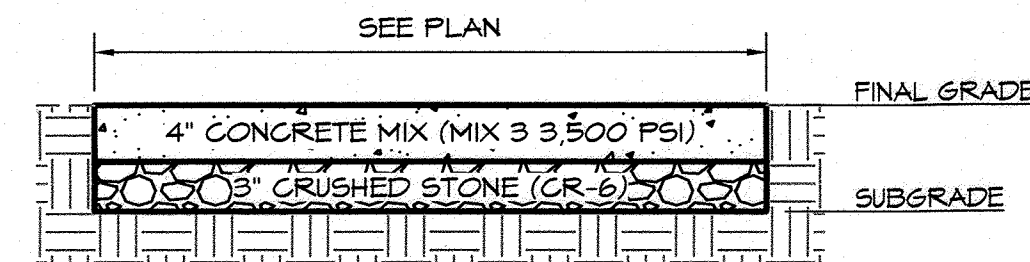 SEE PLAN
FINAL GRADE
4" CONCRETE MIX (MIX 3 3,500 PSI)
3" CRUSHED STONE (CR-6)
SUBGRADE